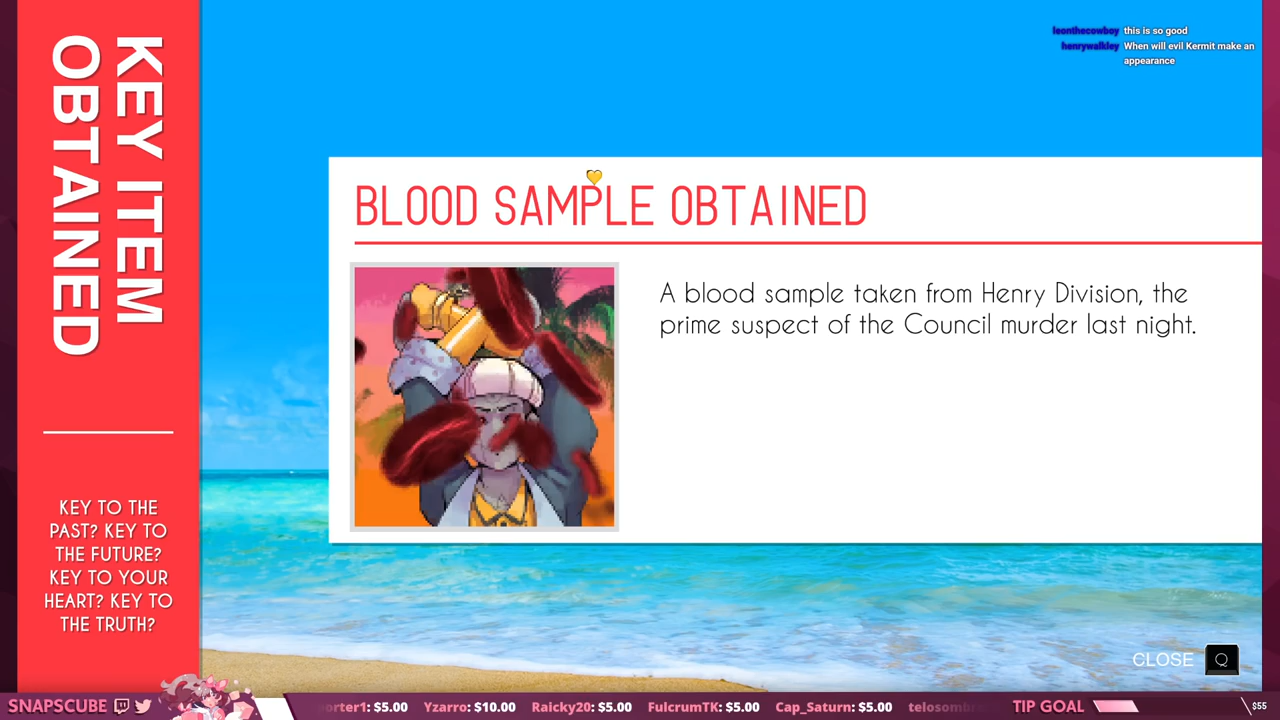 KEY ITEM
OBTAINED
KEY TO THE
PAST? KEY TO
THE FUTURE?
KEY TO YOUR
HEART? KEY TO
THE TRUTH?
leonthecowboy this is so good
henrywalkley When will evil Kermit make an
appearance
BLOOD SAMPLE OBTAINED
A blood sample taken from Henry Division, the
prime suspect of the Council murder last night.
CLOSE Q
SNAPSCUBE orter1: $5.00 Yzarro: $10.00 Raicky20: $5.00 FulcrumTK: $5.00 Cap_Saturn: $5.00 TIP GOAL $55